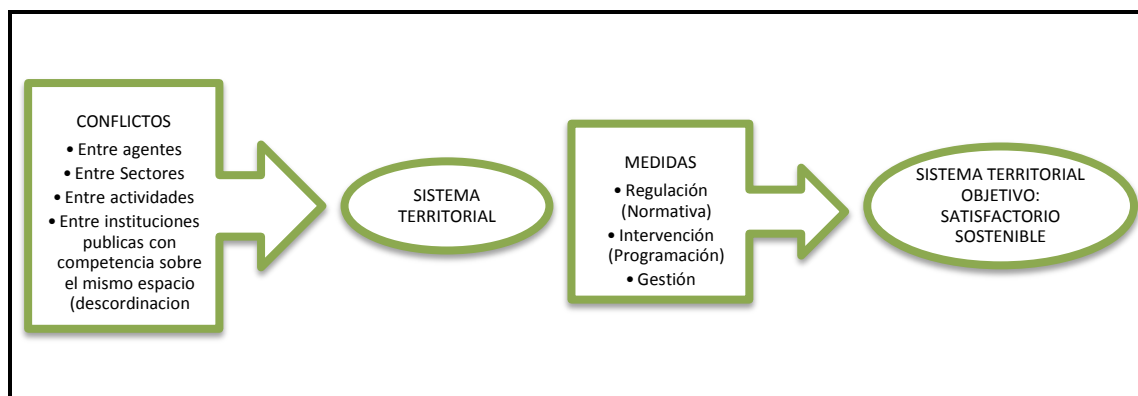 CONFLICTOS
• Entre agentes
• Entre Sectores
• Entre actividades
• Entre instituciones
publicas con
competencia sobre
el mismo espacio
(descordinacion
SISTEMA
TERRITORIAL
MEDIDAS
• Regulación
(Normativa)
• Intervención
(Programación)
• Gestión
SISTEMA TERRITORIAL
OBJETIVO:
SATISFACTORIO
SOSTENIBLE